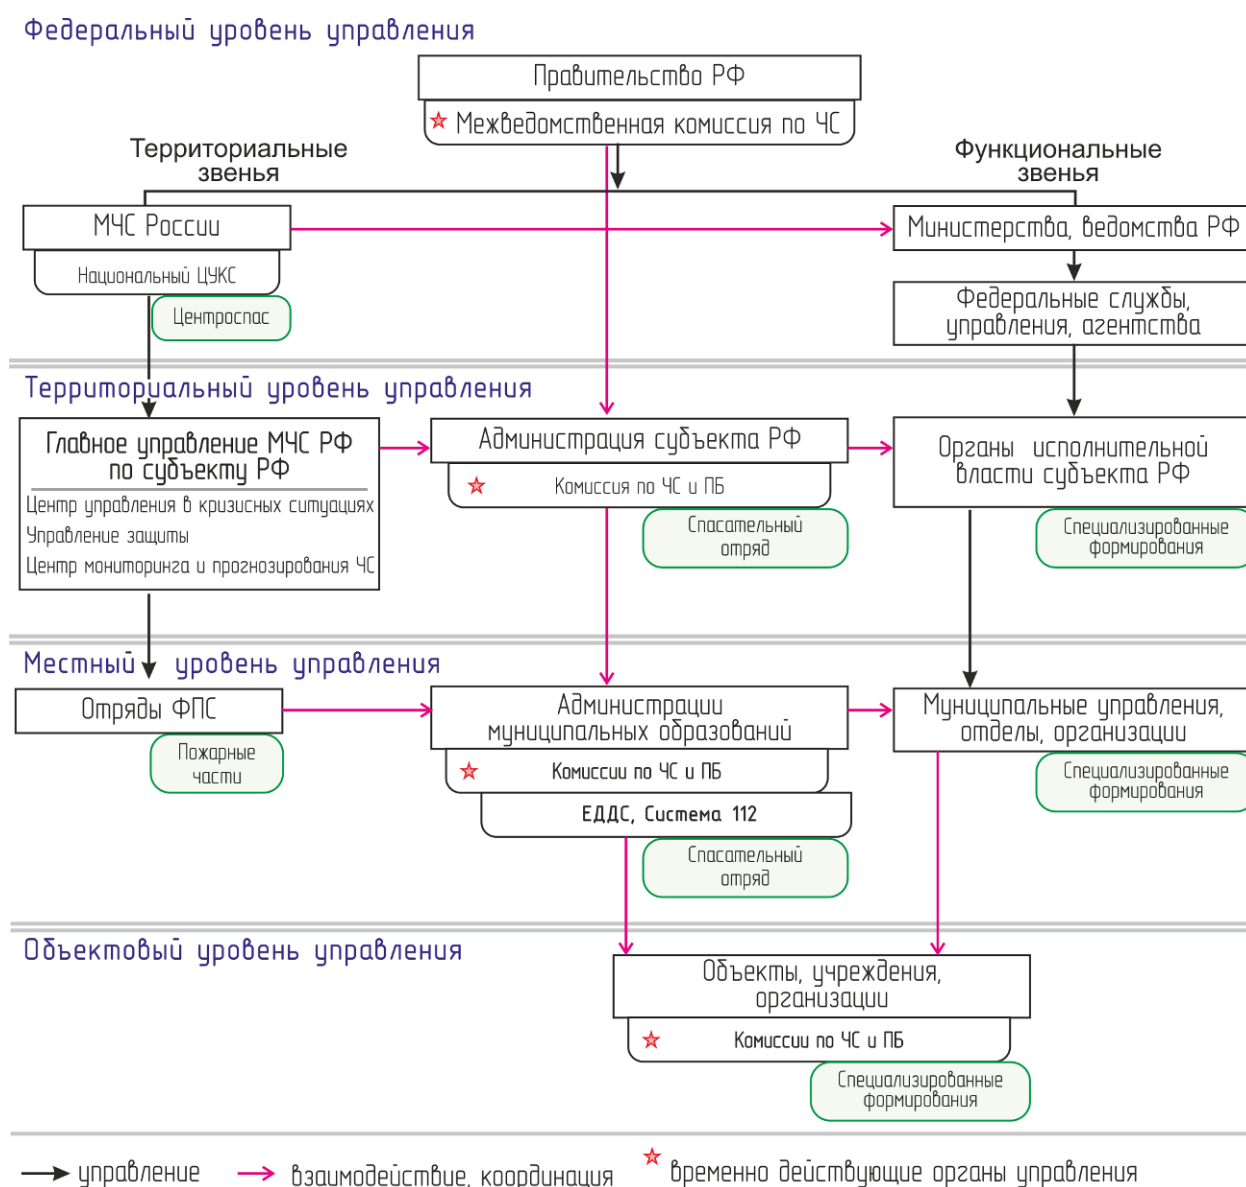 Федеральный уровень управления
Правительство РФ
Межведомственная комиссия по ЧС
Территориальные
звенья
Функциональные
звенья
МЧС России
Министерства, ведомства РФ
Национальный ЦУКС
Центроспас
Федеральные службы,
управления, агентства
Территориальный уровень управления
Главное управление МЧС РФ
по субъекту РФ
Центр управления в кризисных ситуациях
Управление защиты
Центр мониторинга и прогнозирования ЧС
Администрация субъекта РФ
Комиссия по ЧС и ПБ
Спасательный
отряд
Органы исполнительной
власти субъекта РФ
Специализированные
формирования
Местный уровень управления
Отряды ФПС
Пожарные
части
Администрации
муниципальных образований
Комиссии по ЧС и ПБ
ЕДДС, Система 112
Спасательный
отряд
Муниципальные управления,
отделы, организации
Специализированные
формирования
Объектовый уровень управления
Объекты, учреждения,
организации
Комиссии по ЧС и ПБ
Специализированные
формирования
управление
взаимодействие, координация
временно действующие органы управления